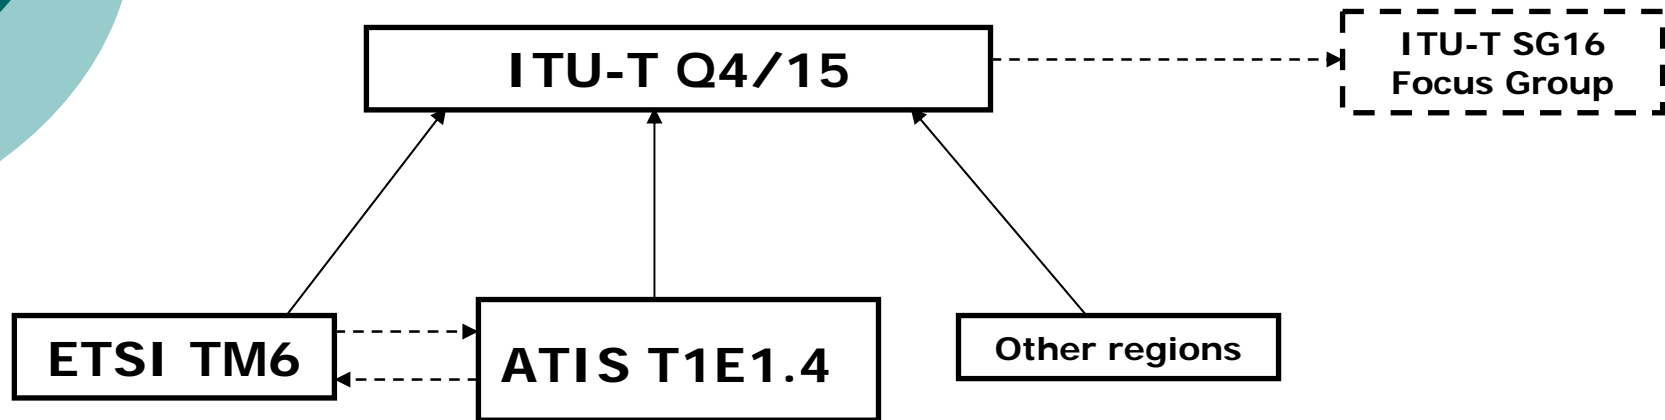 ITU-T Q4/15
ITU-T SG16
Focus Group
ETSI TM6
ATIS T1E1.4
Other regions